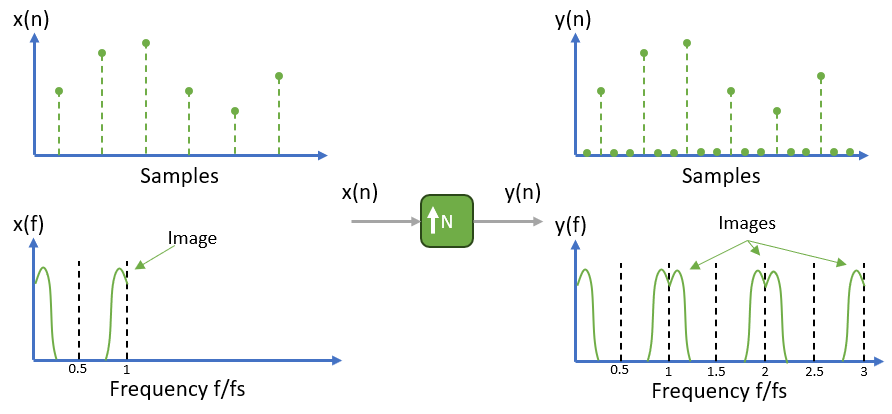 x(n)
Samples
y(n)
Samples
x(n)
N
y(n)
x(f)
Image
0.5
1
Frequency f/fs
y(f)
Images
0.5
1
1.5
2
2.5
3
Frequency f/fs